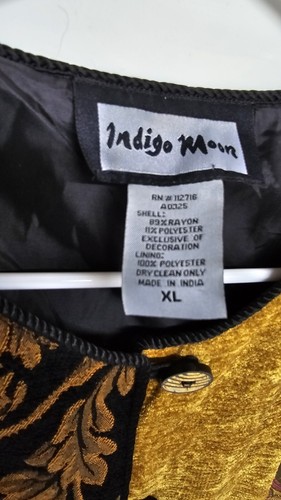 Indigo Moon
RN# 112716
A0325
SHELL:
89% RAYON
11% POLYESTER
EXCLUSIVE OF
DECORATION
LINING:
100% POLYESTER
DRY CLEAN ONLY
MADE IN INDIA
XL